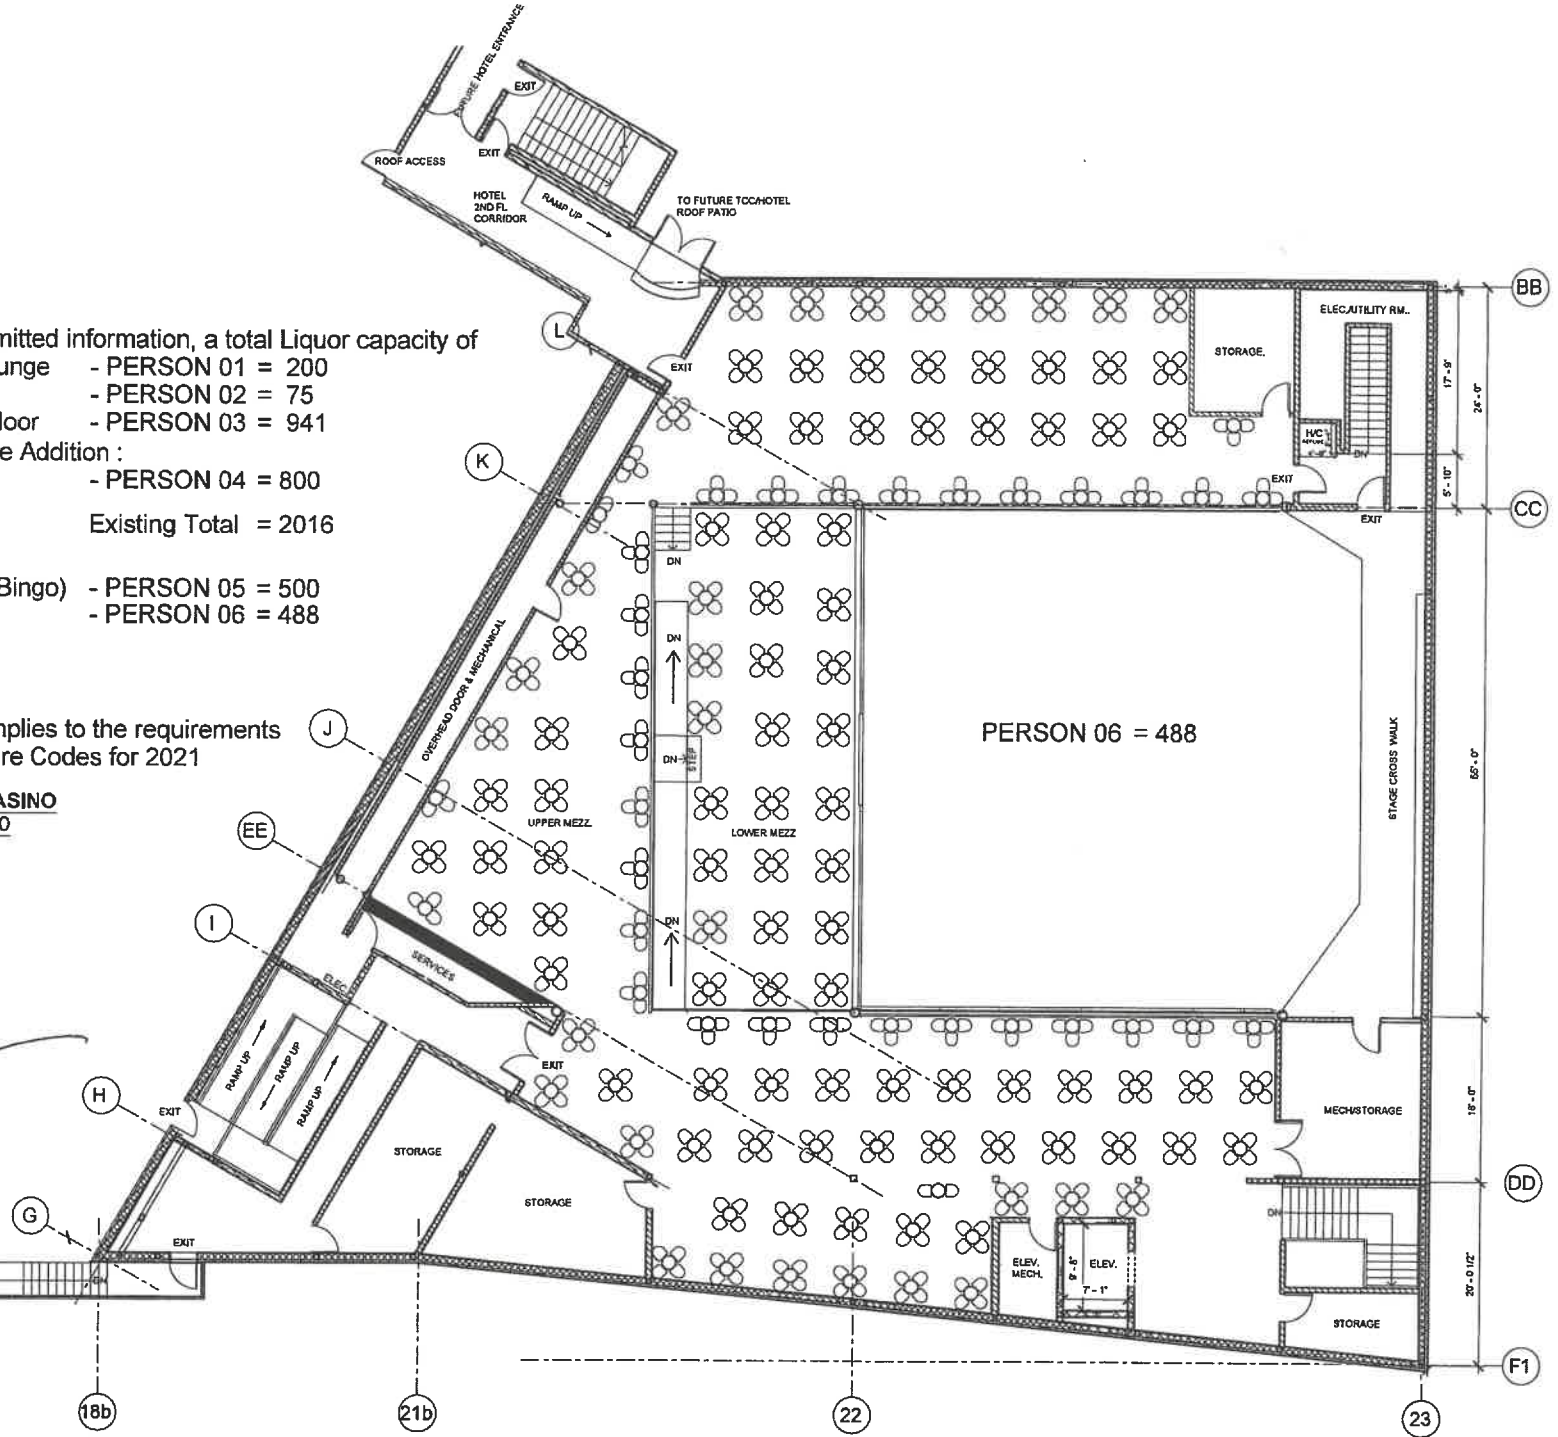 FUTURE HOTEL ENTRANCE
EXIT
ROOF ACCESS
EXIT
HOTEL
2ND FL
CORRIDOR
RAMP UP
TO FUTURE TCC/HOTEL
ROOF PATIO
BB
ELEC/UTILITY RM..
mitted information, a total Liquor capacity of
L
unge - PERSON 01 = 200
EXIT
STORAGE.
17' - 9"
24' - 0"
- PERSON 02 = 75
loor - PERSON 03 = 941
H/C
e Addition :
DN
K
- PERSON 04 = 800
EXIT
5' - 10"
CC
EXIT
Existing Total = 2016
DN
Bingo) - PERSON 05 = 500
- PERSON 06 = 488
DN
OVERHEAD DOOR & MECHANICAL
J
mplies to the requirements
PERSON 06 = 488
re Codes for 2021
DN
STEP
STAGE CROSS WALK
66' - 0"
ASINO
0
EE
UPPER MEZZ.
LOWER MEZZ
I
DN
SERVICES
ELEC.
RAMP UP
RAMP UP
RAMP UP
EXIT
H
EXIT
MECH/STORAGE
18' - 0"
STORAGE
STORAGE
DD
G
DN
EXIT
ELEV.
MECH.
ELEV.
9' - 8"
7' - 1"
20' - 0 1/2"
DN
STORAGE
F1
18b
21b
22
23